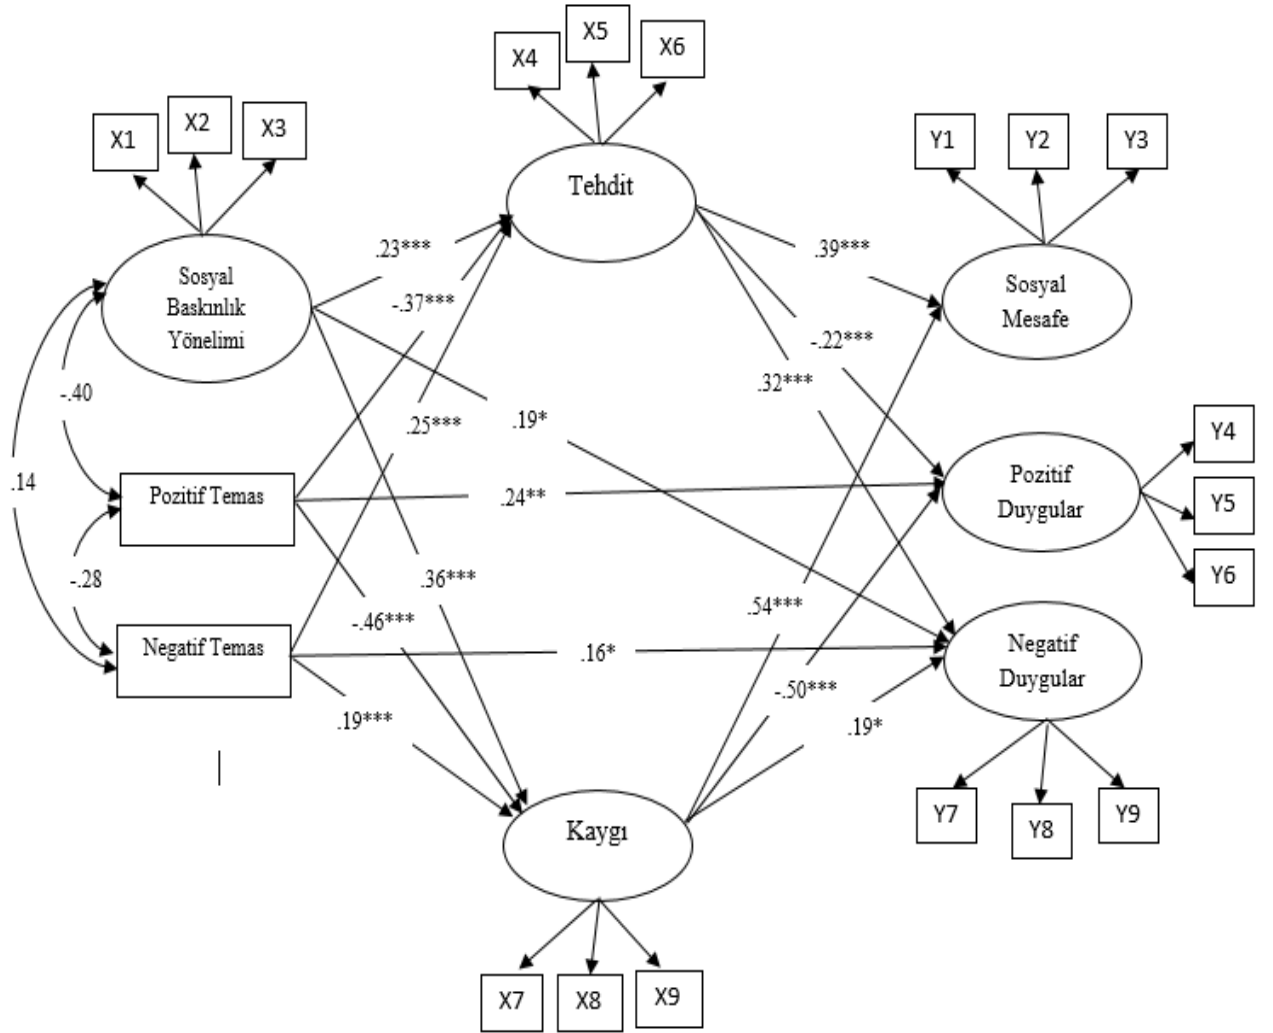 X5
X6
X4
X2
X3
X1
Y1
Y2
Y3
Tehdit
.23***
.39***
Sosyal
Baskınlık
Yönelimi
Sosyal
Mesafe
-.37***
-.22***
.32***
-.40
.25***
.19*
Y4
.14
Pozitif Temas
.24**
Pozitif
Duygular
Y5
-.28
.36***
Y6
-.46***
.54***
Negatif Temas
.16*
Negatif
Duygular
-.50***
.19***
.19*
Y7
Y8
Y9
Kaygı
X7
X8
X9